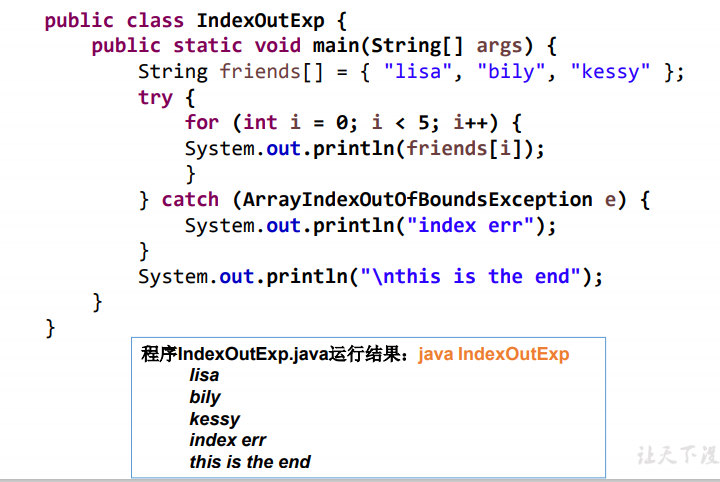 public class IndexOutExp {
public static void main(String[] args) {
String friends[] = { "lisa", "bily", "kessy" };
try {
for (int i = 0; i < 5; i++) {
System.out.println(friends[i]);
}
} catch (ArrayIndexOutOfBoundsException e) {
System.out.println("index err");
}
System.out.println("\nthis is the end");
}
}
程序IndexOutExp.java运行结果：java IndexOutExp
lisa
bily
kessy
index err
this is the end
让天下没